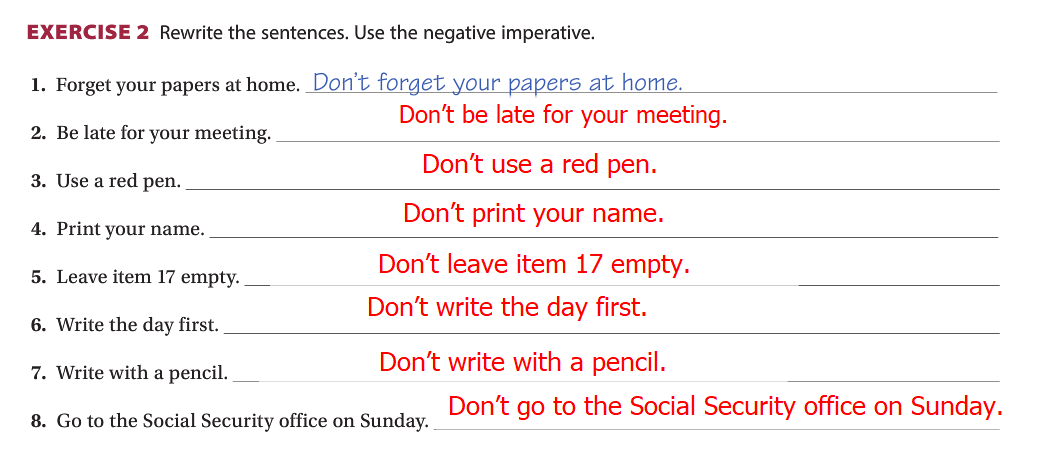 EXERCISE 2 Rewrite the sentences. Use the negative imperative.
1. Forget your papers at home. Don't forget your papers at home.
2. Be late for your meeting. Don't be late for your meeting.
3. Use a red pen. Don't use a red pen.
4. Print your name. Don't print your name.
5. Leave item 17 empty. Don't leave item 17 empty.
6. Write the day first. Don't write the day first.
7. Write with a pencil. Don't write with a pencil.
8. Go to the Social Security office on Sunday. Don't go to the Social Security office on Sunday.